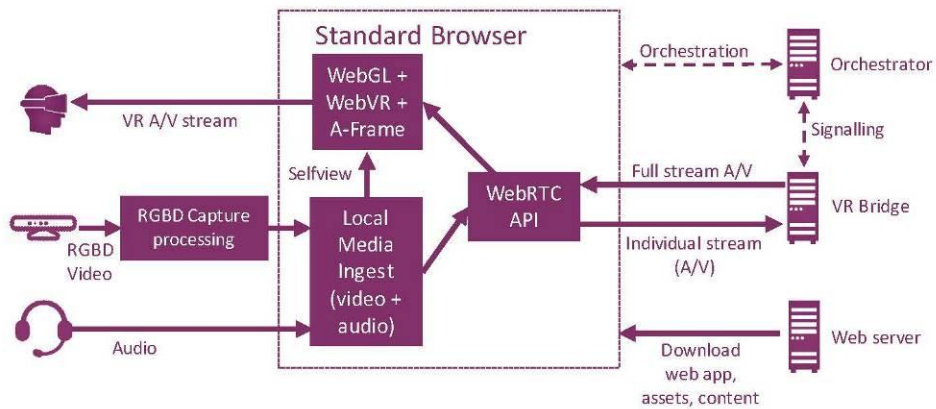 Standard Browser
WebGL +
WebVR +
A-Frame
VR A/V stream
Selfview
RGBD Capture
processing
RGBD
Video
Local
Media
Ingest
(video +
audio)
Audio
WebRTC
API
Orchestration
Orchestrator
Signalling
Full stream A/V
VR Bridge
Individual stream
(A/V)
Web server
Download
web app,
assets, content